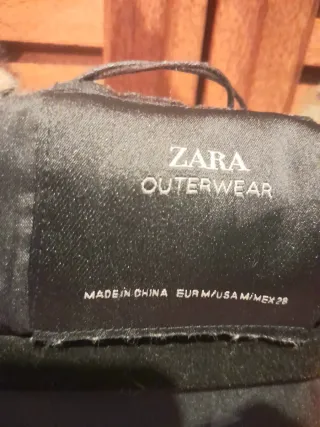 ZARA
OUTERWEAR
MADE IN CHINA EUR M/USA M/MEX 28